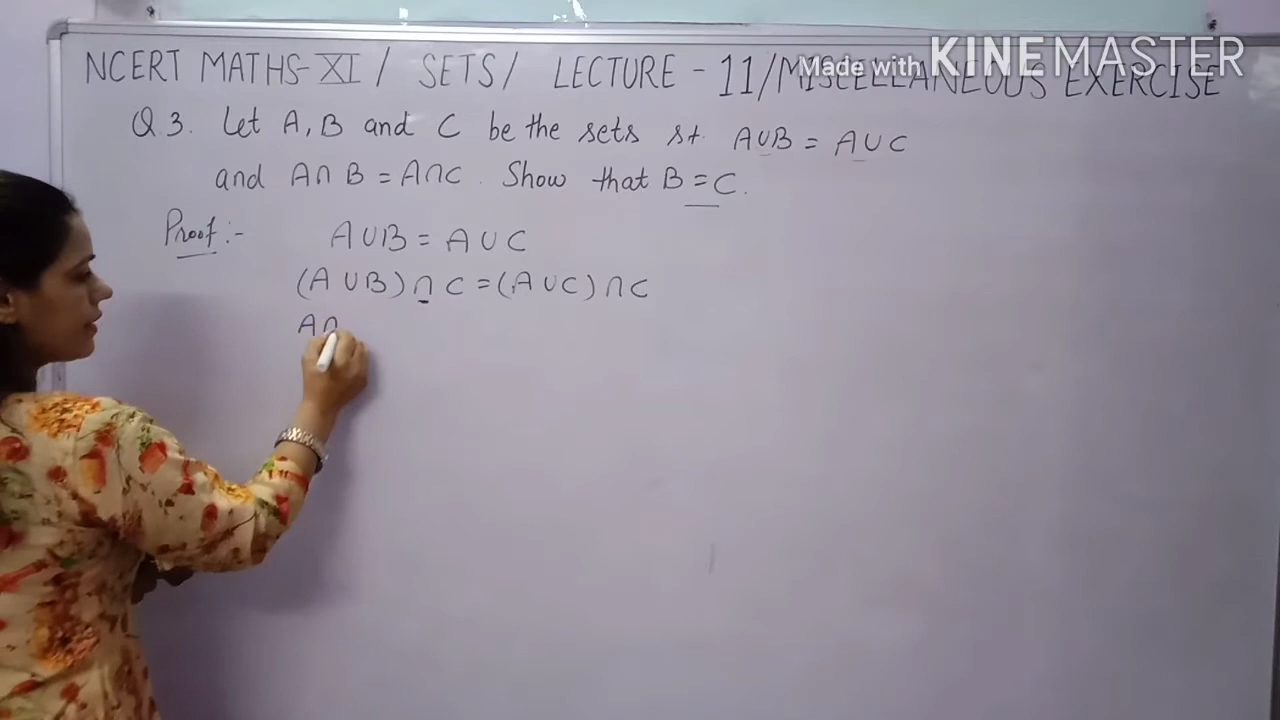 NCERT MATHS-XI / SETS / LECTURE - 11 / MISCELLANEOUS EXERCISE
Made with KINEMASTER
Q.3. Let A, B and C be the sets st. A∪B = A∪C
and A∩B = A∩C. Show that B = C.
Proof:- A∪B = A∪C
(A∪B)∩C = (A∪C)∩C
A∩